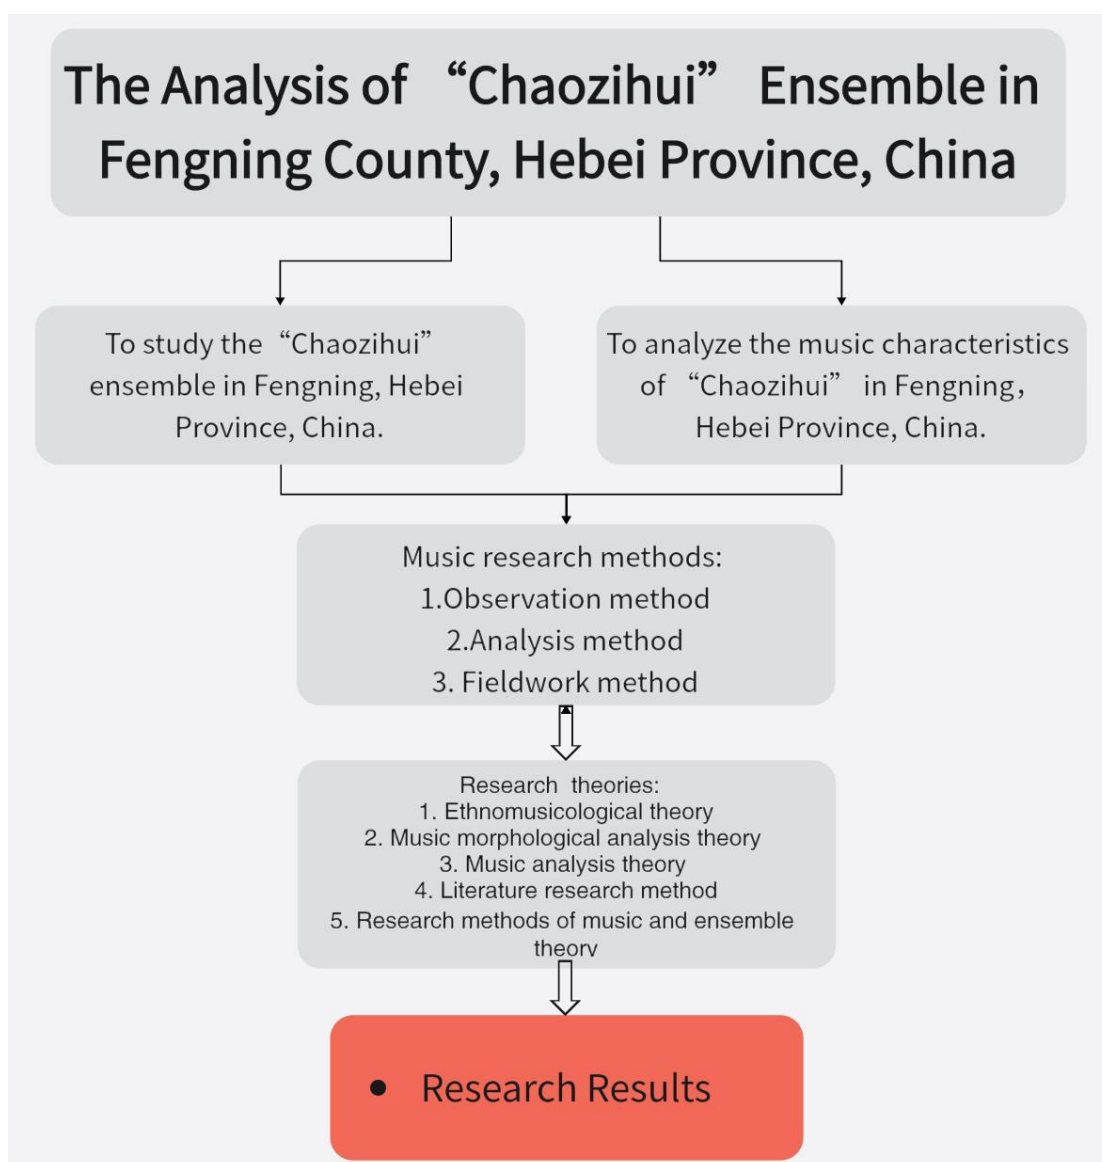 The Analysis of “Chaozihui” Ensemble in
Fengning County, Hebei Province, China
To study the “Chaozihui”
ensemble in Fengning, Hebei
Province, China.
To analyze the music characteristics
of “Chaozihui” in Fengning，
Hebei Province, China.
Music research methods:
1.Observation method
2.Analysis method
3. Fieldwork method
Research theories:
1. Ethnomusicological theory
2. Music morphological analysis theory
3. Music analysis theory
4. Literature research method
5. Research methods of music and ensemble
theory
• Research Results